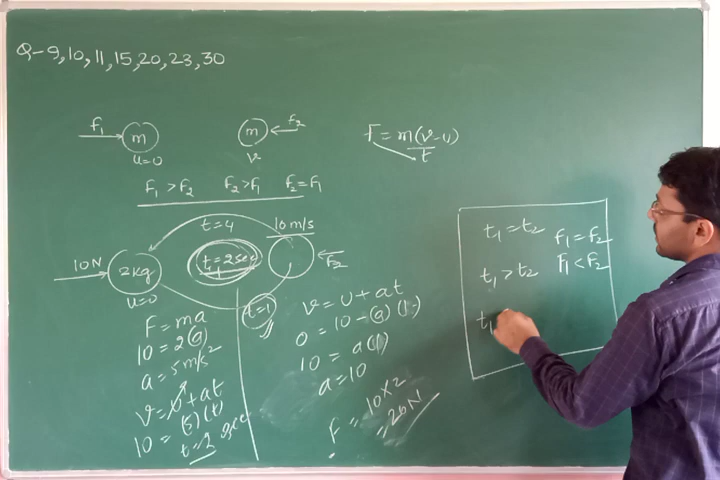 Q-9,10,11,15,20,23,30
F₁ m u=0
m F₂ v
F₁ > F₂ F₂ > F₁ F₂ = F₁
F = m(v-u)/t
t=4
10 m/s
10N 2kg u=0
t₁=2sec
F₂
t=1
F = ma
10 = 2(a)
a = 5m/s²
v = u + at
10 = (5)(t)
t = 2 sec
v = u + at
0 = 10 - (a)(1)
10 = a(1)
a = 10
F = 10 × 2
= 20N
t₁ = t₂ F₁ = F₂
t₁ > t₂ F₁ < F₂
t₁